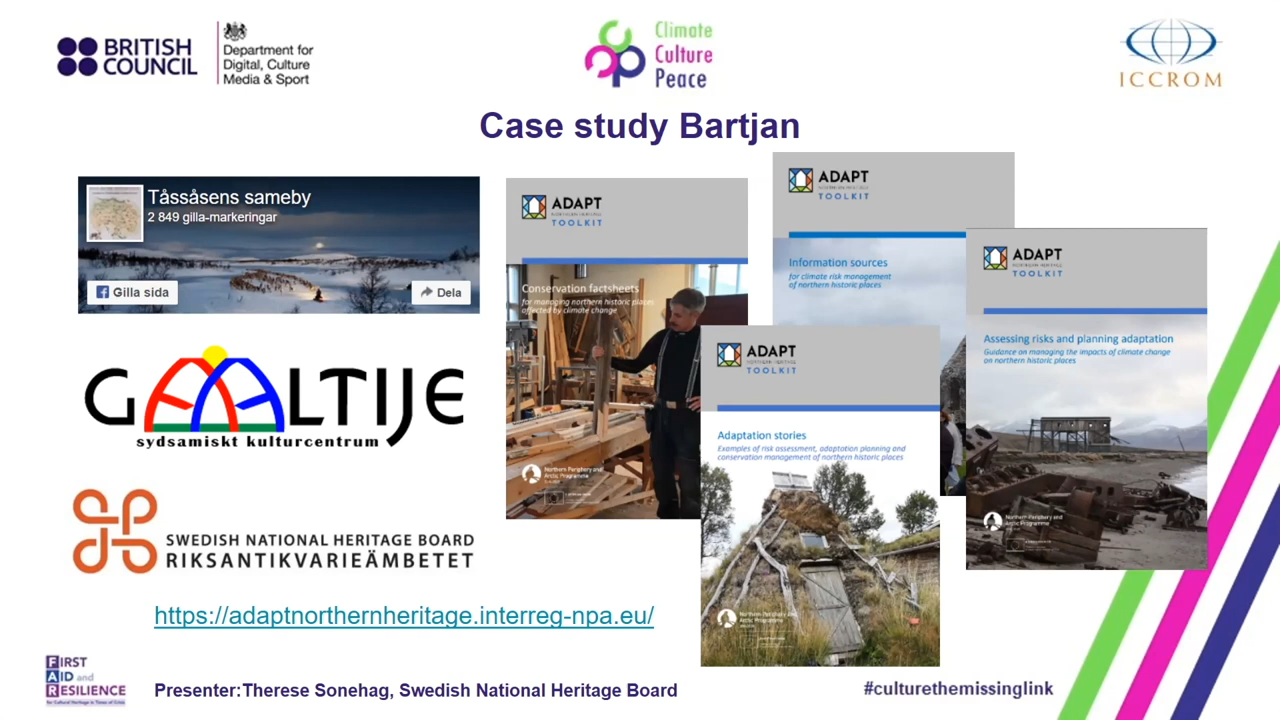 BRITISH
COUNCIL
Department for
Digital, Culture
Media & Sport
Climate
Culture
Peace
ICCROM
Case study Bartjan
Tåssåsens sameby
2 849 gilla-markeringar
Gilla sida
Dela
GAALTIJE
sydsamiskt kulturcentrum
SWEDISH NATIONAL HERITAGE BOARD
RIKSANTIKVARIEÄMBETET
https://adaptnorthernheritage.interreg-npa.eu/
ADAPT
NORTHERN HERITAGE
TOOLKIT
Conservation factsheets
for managing northern historic places
affected by climate change
Northern Periphery and
Arctic Programme
ADAPT
NORTHERN HERITAGE
TOOLKIT
Information sources
for climate risk management
of northern historic places
ADAPT
NORTHERN HERITAGE
TOOLKIT
Adaptation stories
Examples of risk assessment, adaptation planning and
conservation management of northern historic places
Northern Periphery and
Arctic Programme
ADAPT
NORTHERN HERITAGE
TOOLKIT
Assessing risks and planning adaptation
Guidance on managing the impacts of climate change
on northern historic places
Northern Periphery and
Arctic Programme
FIRST
AID and
RESILIENCE
for Cultural Heritage in Times of Crisis
Presenter:Therese Sonehag, Swedish National Heritage Board
#culturethemissinglink